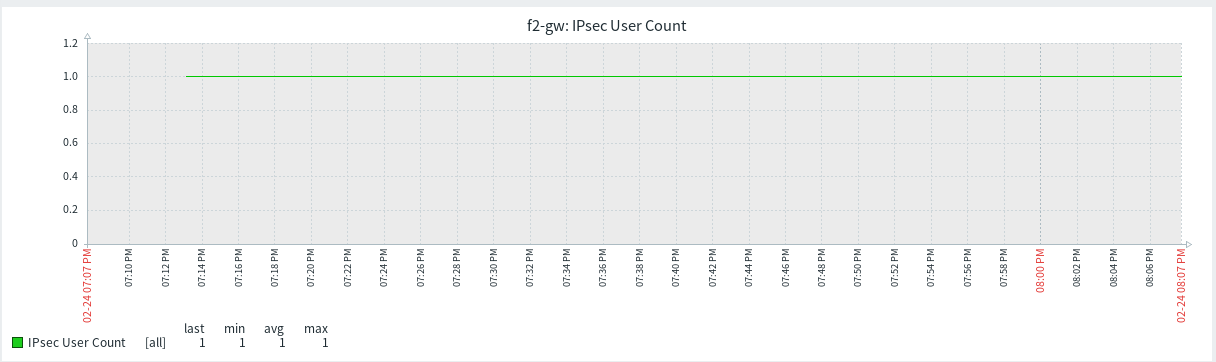 f2-gw: IPsec User Count
1.2
1.0
0.8
0.6
0.4
0.2
0
02-24 07:07 PM
07:10 PM
07:12 PM
07:14 PM
07:16 PM
07:18 PM
07:20 PM
07:22 PM
07:24 PM
07:26 PM
07:28 PM
07:30 PM
07:32 PM
07:34 PM
07:36 PM
07:38 PM
07:40 PM
07:42 PM
07:44 PM
07:46 PM
07:48 PM
07:50 PM
07:52 PM
07:54 PM
07:56 PM
07:58 PM
08:00 PM
08:02 PM
08:04 PM
08:06 PM
02-24 08:07 PM
last min avg max
IPsec User Count [all] 1 1 1 1